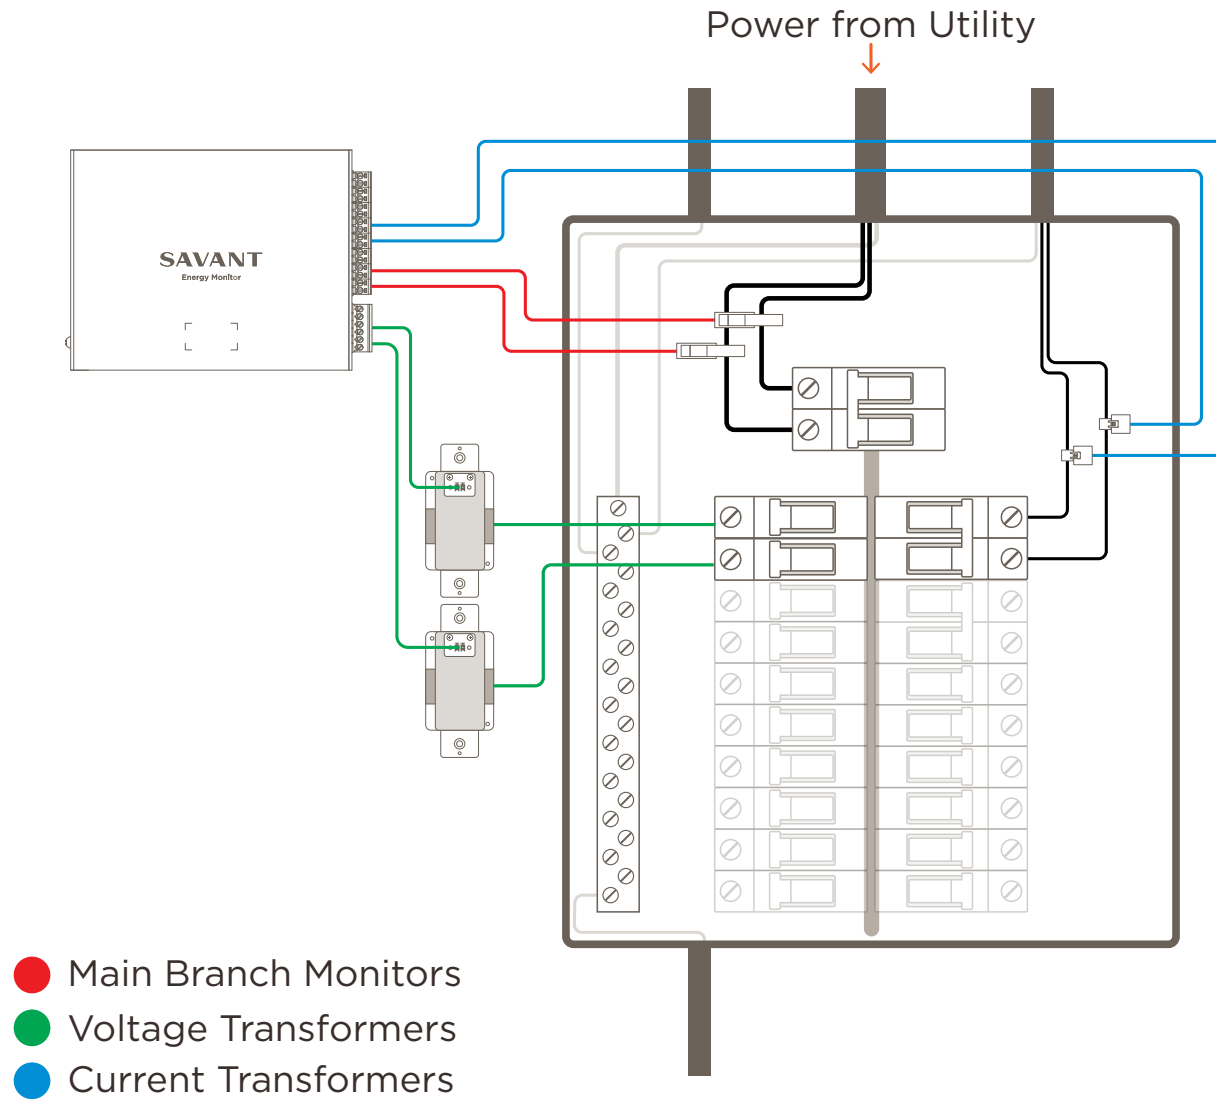 Power from Utility
SAVANT
Energy Monitor
Main Branch Monitors
Voltage Transformers
Current Transformers